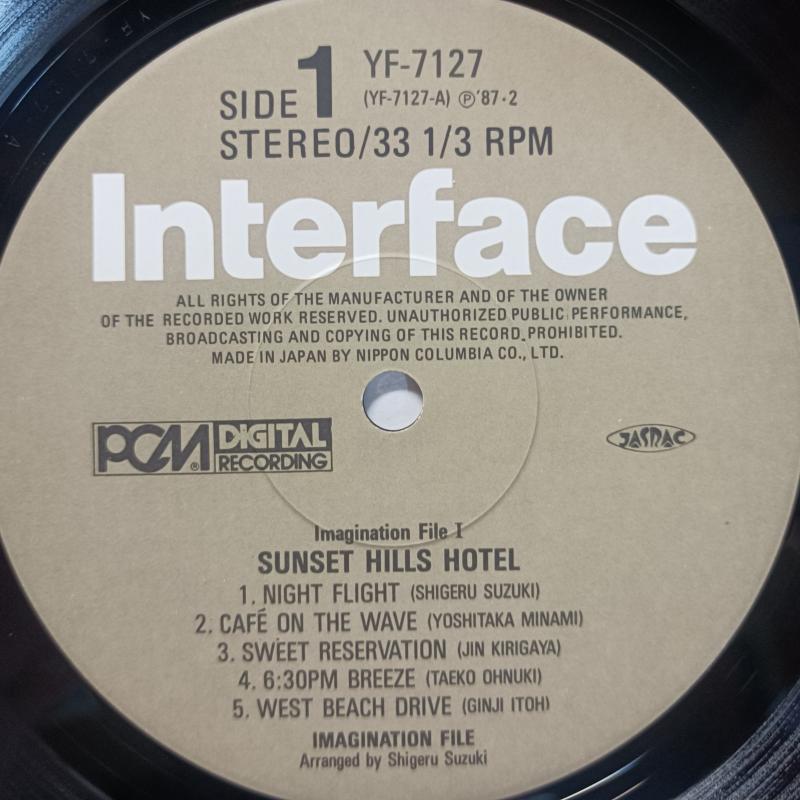 SIDE 1 YF-7127
(YF-7127-A) ℗'87・2
STEREO/33 1/3 RPM
Interface
ALL RIGHTS OF THE MANUFACTURER AND OF THE OWNER
OF THE RECORDED WORK RESERVED. UNAUTHORIZED PUBLIC PERFORMANCE,
BROADCASTING AND COPYING OF THIS RECORD PROHIBITED.
MADE IN JAPAN BY NIPPON COLUMBIA CO., LTD.
PCM® DIGITAL
RECORDING
JASRAC
Imagination File I
SUNSET HILLS HOTEL
1. NIGHT FLIGHT (SHIGERU SUZUKI)
2. CAFÉ ON THE WAVE (YOSHITAKA MINAMI)
3. SWEET RESERVATION (JIN KIRIGAYA)
4. 6:30PM BREEZE (TAEKO OHNUKI)
5. WEST BEACH DRIVE (GINJI ITOH)
IMAGINATION FILE
Arranged by Shigeru Suzuki